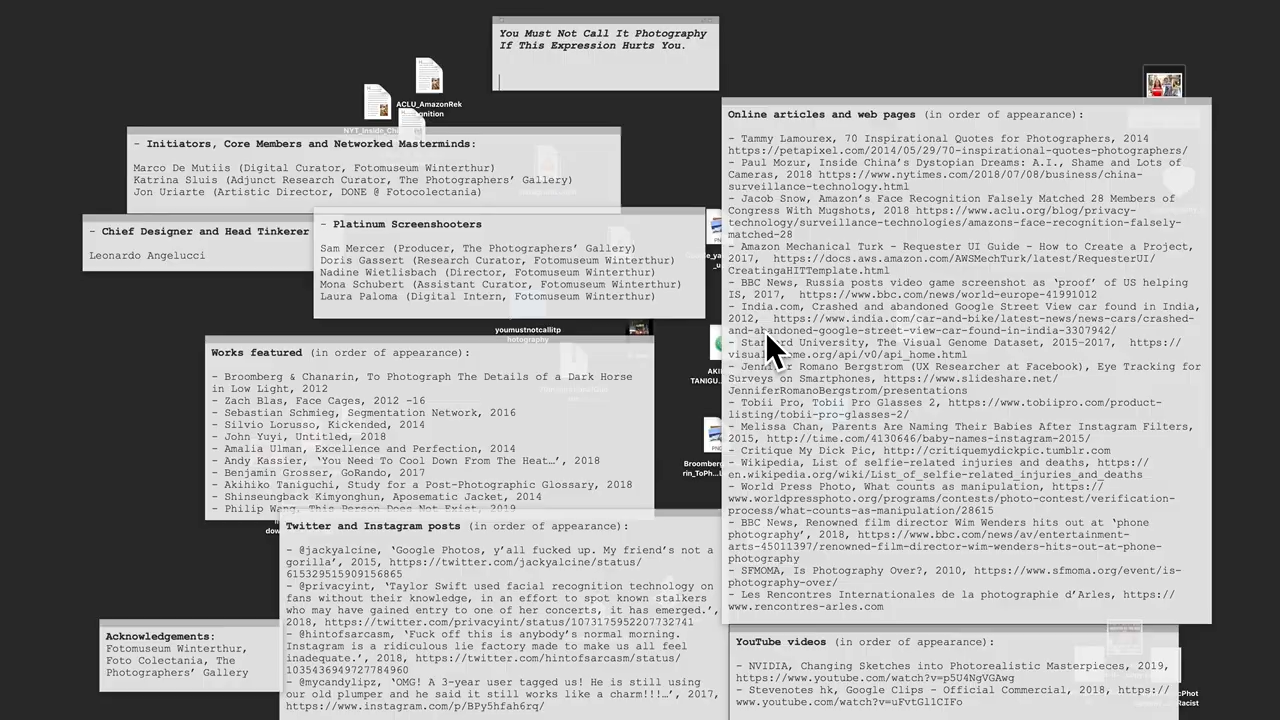 You Must Not Call It Photography
If This Expression Hurts You.
ACLU_AmazonRek
ognition
- Initiators, Core Members and Networked Masterminds:
Marco De Mutiis (Digital Curator, Fotomuseum Winterthur)
Katrina Sluis (Adjunct Research Curator, The Photographers’ Gallery)
Jon Uriarte (Artistic Director, DONE @ Fotocolectania)
- Chief Designer and Head Tinkerer
Leonardo Angelucci
- Platinum Screenshooters
Sam Mercer (Producer, The Photographers’ Gallery)
Doris Gassert (Research Curator, Fotomuseum Winterthur)
Nadine Wietlisbach (Director, Fotomuseum Winterthur)
Mona Schubert (Assistant Curator, Fotomuseum Winterthur)
Laura Paloma (Digital Intern, Fotomuseum Winterthur)
youmustnotcallitp
hotography
Works featured (in order of appearance):
- Broomberg & Chanarin, To Photograph The Details of a Dark Horse
in Low Light, 2012
- Zach Blas, Face Cages, 2012 -16
- Sebastian Schmieg, Segmentation Network, 2016
- Silvio Lorusso, Kickended, 2014
- John Yuyi, Untitled, 2018
- Amalia Ulman, Excellence and Perfection, 2014
- Andy Kassier, ‘You Need To Cool Down From The Heat…’, 2018
- Benjamin Grosser, GoRando, 2017
- Akihiko Taniguchi, Study for a Post-Photographic Glossary, 2018
- Shinseungback Kimyonghun, Aposematic Jacket, 2014
- Philip Wang, This Person Does Not Exist, 2019
Twitter and Instagram posts (in order of appearance):
- @jackyalcine, ‘Google Photos, y’all fucked up. My friend’s not a
gorilla’, 2015, https://twitter.com/jackyalcine/status/
615329515909156865
- @privacyint, ‘Taylor Swift used facial recognition technology on
fans without their knowledge, in an effort to spot known stalkers
who may have gained entry to one of her concerts, it has emerged.’,
2018, https://twitter.com/privacyint/status/1073175952207732741
- @hintofsarcasm, ‘Fuck off this is anybody’s normal morning.
Instagram is a ridiculous lie factory made to make us all feel
inadequate.’, 2018, https://twitter.com/hintofsarcasm/status/
1035436949727784960
- @mycandylipz, ‘OMG! A 3-year user tagged us! He is still using
our old plumper and he said it still works like a charm!!!…’, 2017,
https://www.instagram.com/p/BPy5hfah6rq/
Acknowledgements:
Fotomuseum Winterthur,
Foto Colectania, The
Photographers’ Gallery
Online articles and web pages (in order of appearance):
- Tammy Lamourex, 70 Inspirational Quotes for Photographers, 2014
https://petapixel.com/2014/05/29/70-inspirational-quotes-photographers/
- Paul Mozur, Inside China’s Dystopian Dreams: A.I., Shame and Lots of
Cameras, 2018 https://www.nytimes.com/2018/07/08/business/china-
surveillance-technology.html
- Jacob Snow, Amazon’s Face Recognition Falsely Matched 28 Members of
Congress With Mugshots, 2018 https://www.aclu.org/blog/privacy-
technology/surveillance-technologies/amazons-face-recognition-falsely-
matched-28
- Amazon Mechanical Turk - Requester UI Guide - How to Create a Project,
2017, https://docs.aws.amazon.com/AWSMechTurk/latest/RequesterUI/
CreatingaHITTemplate.html
- BBC News, Russia posts video game screenshot as ‘proof’ of US helping
IS, 2017, https://www.bbc.com/news/world-europe-41991012
- India.com, Crashed and abandoned Google Street View car found in India,
2012, https://www.india.com/car-and-bike/latest-news/news-cars/crashed-
and-abandoned-google-street-view-car-found-in-india-3307942/
University, The Visual Genome Dataset, 2015-2017, https://
.org/api/v0/api_home.html
Romano Bergstrom (UX Researcher at Facebook), Eye Tracking for
Surveys on Smartphones, https://www.slideshare.net/
JenniferRomanoBergstrom/presentations
- Tobii Pro, Tobii Pro Glasses 2, https://www.tobiipro.com/product-
listing/tobii-pro-glasses-2/
- Melissa Chan, Parents Are Naming Their Babies After Instagram Filters,
2015, http://time.com/4130646/baby-names-instagram-2015/
- Critique My Dick Pic, http://critiquemydickpic.tumblr.com
- Wikipedia, List of selfie-related injuries and deaths, https://
en.wikipedia.org/wiki/List_of_selfie-related_injuries_and_deaths
- World Press Photo, What counts as manipulation, https://
www.worldpressphoto.org/programs/contests/photo-contest/verification-
process/what-counts-as-manipulation/28615
- BBC News, Renowned film director Wim Wenders hits out at ‘phone
photography’, 2018, https://www.bbc.com/news/av/entertainment-
arts-45011397/renowned-film-director-wim-wenders-hits-out-at-phone-
photography
- SFMOMA, Is Photography Over?, 2010, https://www.sfmoma.org/event/is-
photography-over/
- Les Rencontres Internationales de la photographie d’Arles, https://
www.rencontres-arles.com
YouTube videos (in order of appearance):
- NVIDIA, Changing Sketches into Photorealistic Masterpieces, 2019,
https://www.youtube.com/watch?v=p5U4NgVGAwg
- Stevenotes hk, Google Clips - Official Commercial, 2018, https://
www.youtube.com/watch?v=uFvtGl1CIFo